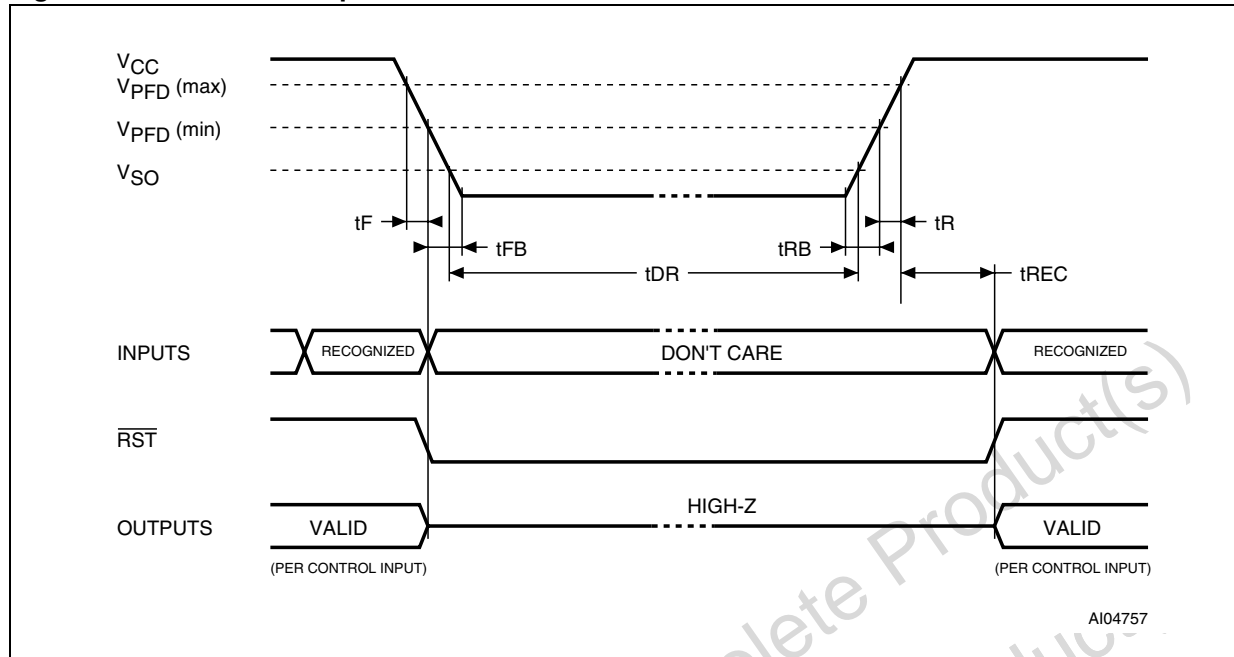 VCC
VPFD (max)
VPFD (min)
VSO
tF
tFB
tDR
tRB
tR
tREC
INPUTS
RECOGNIZED
DON'T CARE
RECOGNIZED
RST
HIGH-Z
OUTPUTS
VALID
VALID
(PER CONTROL INPUT)
(PER CONTROL INPUT)
AI04757
Product(s)